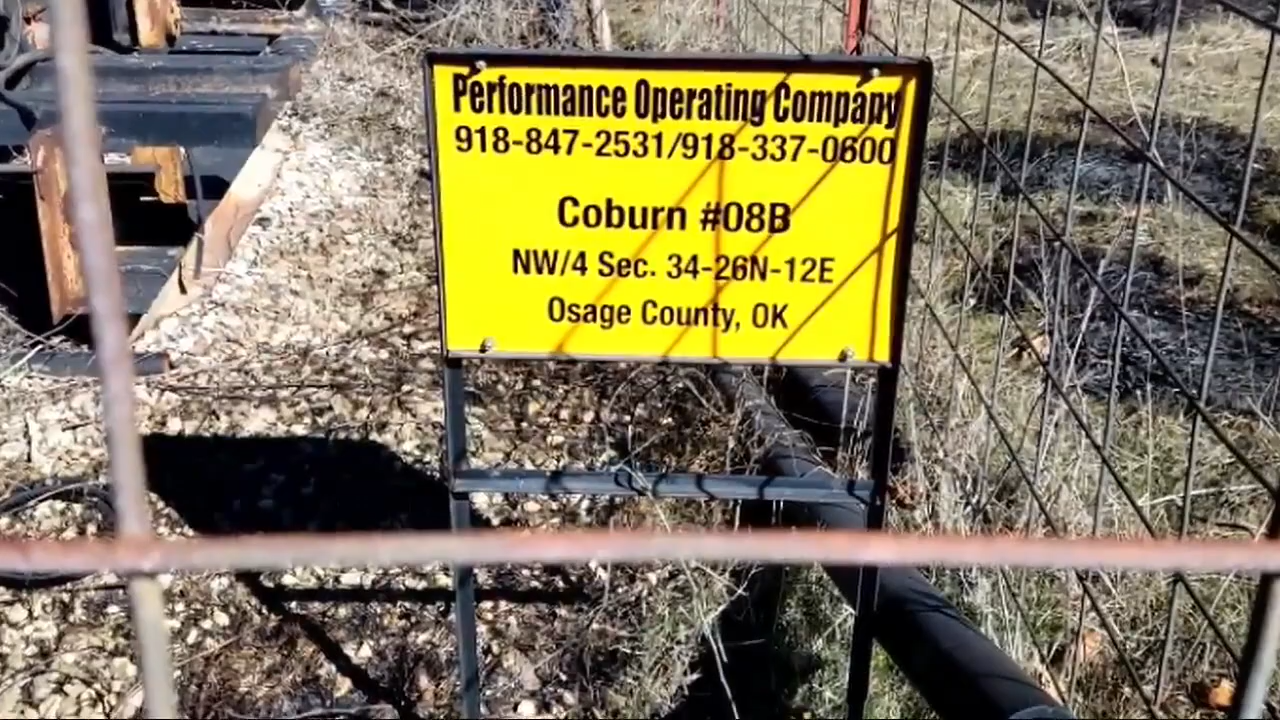 Performance Operating Company
918-847-2531/918-337-0600
Coburn #08B
NW/4 Sec. 34-26N-12E
Osage County, OK